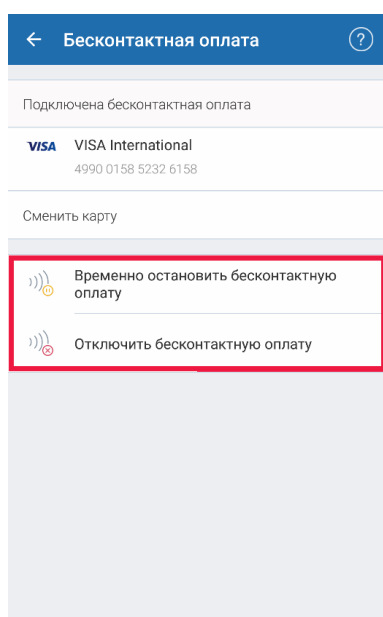 Бесконтактная оплата ?
Подключена бесконтактная оплата
VISA VISA International
4990 0158 5232 6158
Сменить карту
Временно остановить бесконтактную
оплату
Отключить бесконтактную оплату